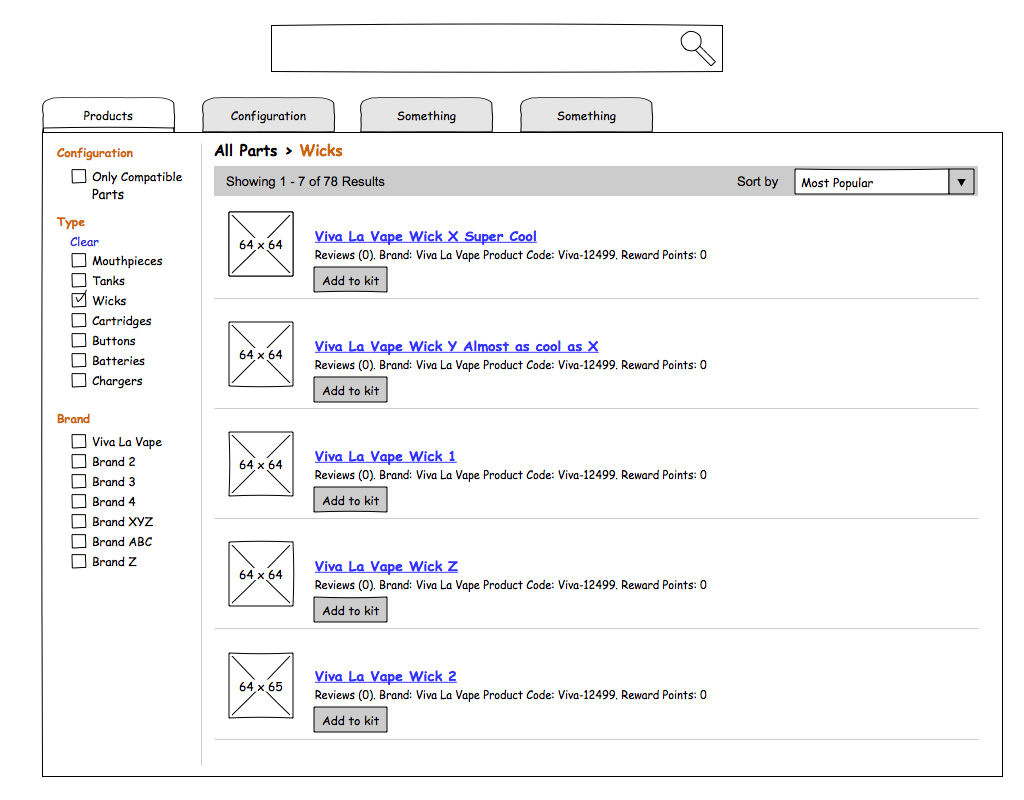 Products
Configuration
Something
Something
Configuration
Only Compatible
Parts
Type
Clear
Mouthpieces
Tanks
Wicks
Cartridges
Buttons
Batteries
Chargers
Brand
Viva La Vape
Brand 2
Brand 3
Brand 4
Brand XYZ
Brand ABC
Brand Z
All Parts > Wicks
Showing 1 - 7 of 78 Results
Sort by
Most Popular
64 x 64
Viva La Vape Wick X Super Cool
Reviews (0). Brand: Viva La Vape Product Code: Viva-12499. Reward Points: 0
Add to kit
64 x 64
Viva La Vape Wick Y Almost as cool as X
Reviews (0). Brand: Viva La Vape Product Code: Viva-12499. Reward Points: 0
Add to kit
64 x 64
Viva La Vape Wick 1
Reviews (0). Brand: Viva La Vape Product Code: Viva-12499. Reward Points: 0
Add to kit
64 x 64
Viva La Vape Wick Z
Reviews (0). Brand: Viva La Vape Product Code: Viva-12499. Reward Points: 0
Add to kit
64 x 65
Viva La Vape Wick 2
Reviews (0). Brand: Viva La Vape Product Code: Viva-12499. Reward Points: 0
Add to kit